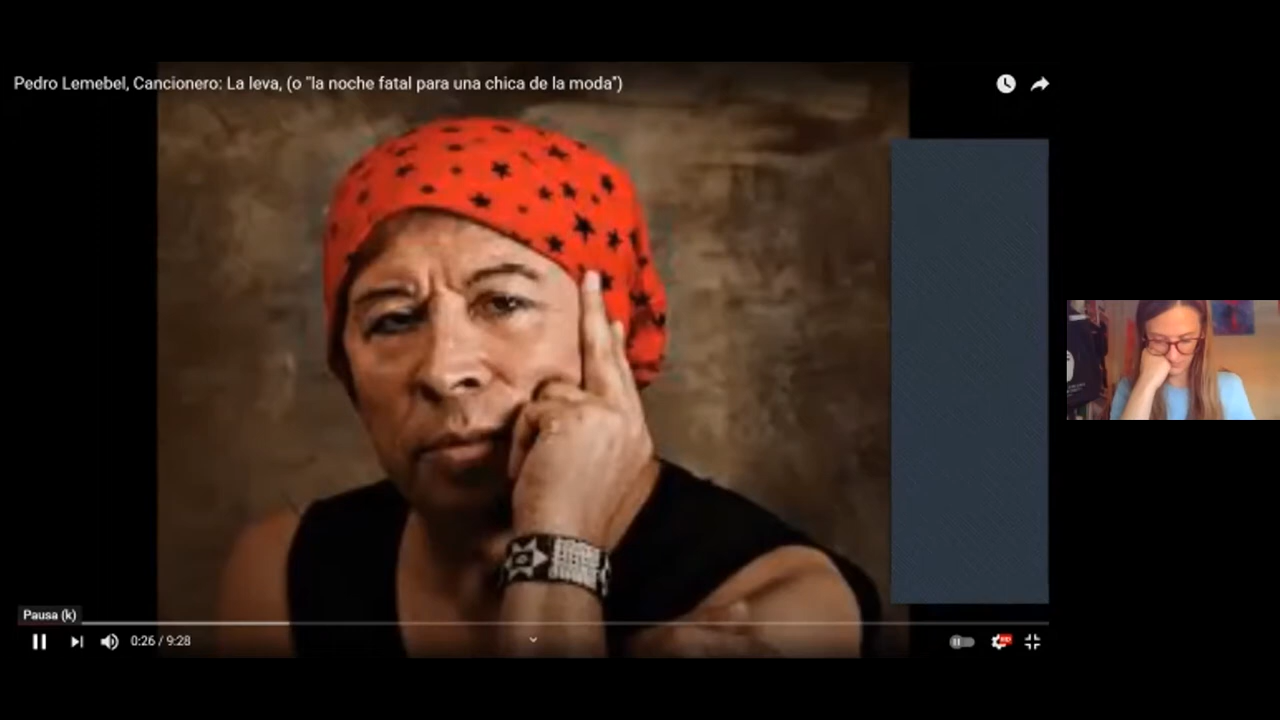 Pedro Lemebel, Cancionero: La leva, (o "la noche fatal para una chica de la moda")
Pausa (k)
0:26 / 9:28